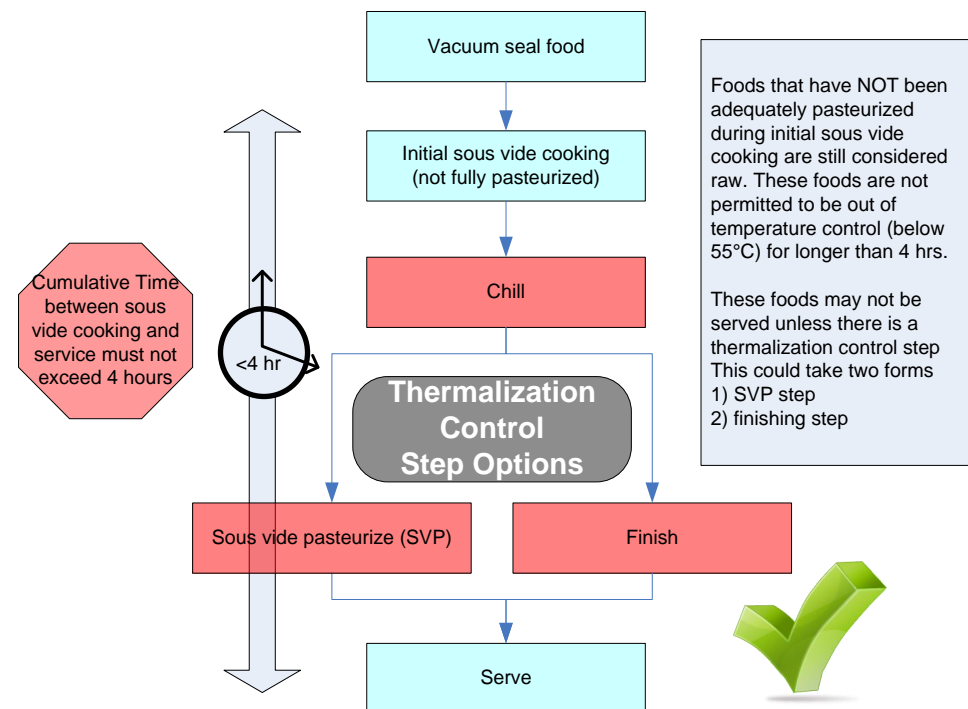 Vacuum seal food
Initial sous vide cooking
(not fully pasteurized)
Chill
Cumulative Time
between sous
vide cooking and
service must not
exceed 4 hours
<4 hr
Thermalization
Control
Step Options
Sous vide pasteurize (SVP)
Finish
Serve
Foods that have NOT been
adequately pasteurized
during initial sous vide
cooking are still considered
raw. These foods are not
permitted to be out of
temperature control (below
55°C) for longer than 4 hrs.
These foods may not be
served unless there is a
thermalization control step
This could take two forms
1) SVP step
2) finishing step